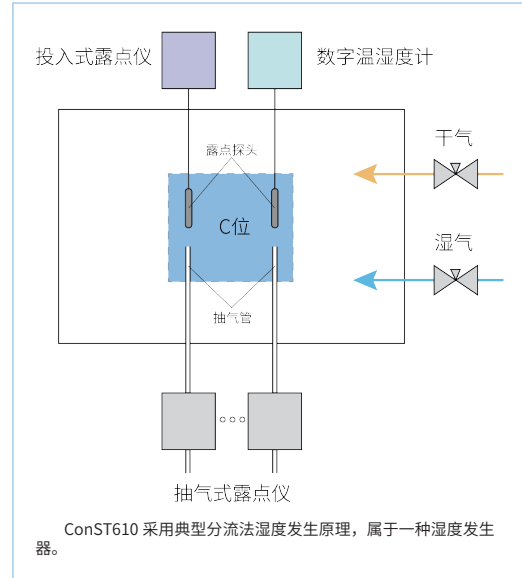 投入式露点仪
数字温湿度计
干气
露点探头
C位
湿气
抽气管
抽气式露点仪
ConST610 采用典型分流法湿度发生原理，属于一种湿度发生
器。